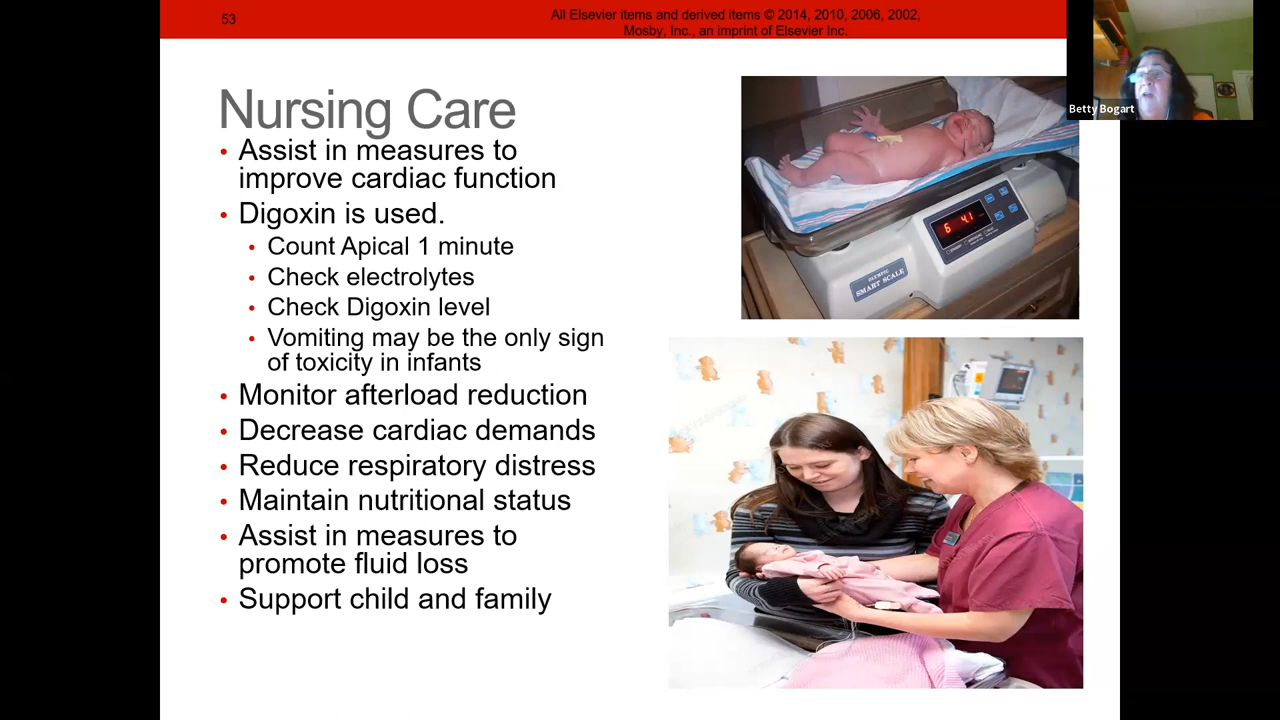 53
All Elsevier items and derived items © 2014, 2010, 2006, 2002,
Mosby, Inc., an imprint of Elsevier Inc.
Betty Bogart
Nursing Care
• Assist in measures to
improve cardiac function
• Digoxin is used.
• Count Apical 1 minute
• Check electrolytes
• Check Digoxin level
• Vomiting may be the only sign
of toxicity in infants
• Monitor afterload reduction
• Decrease cardiac demands
• Reduce respiratory distress
• Maintain nutritional status
• Assist in measures to
promote fluid loss
• Support child and family
6 4.1
OLYMPIC
SMART SCALE